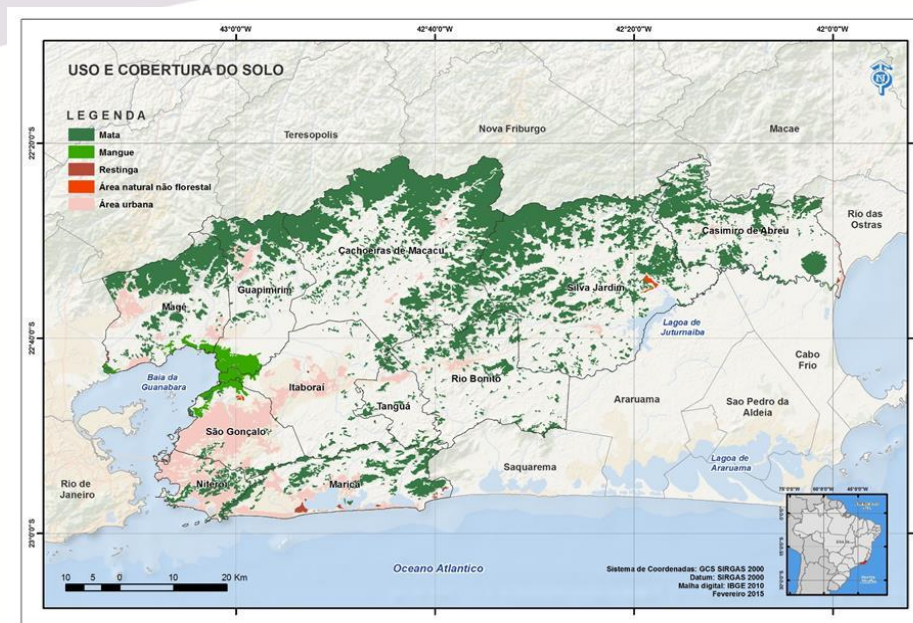 43°0'0"W 42°40'0"W 42°20'0"W 42°0'0"W
USO E COBERTURA DO SOLO
N
LEGENDA
Mata
Mangue
Restinga
Área natural não florestal
Área urbana
Teresopolis
Nova Friburgo
Macae
22°20'0"S
Rio das
Ostras
Casimiro de Abreu
Cachoeiras de Macacu
Guapimirim
Silva Jardim
Magé
Lagoa de
Juturnaiba
22°40'0"S
Baia da
Guanabara
Itaboraí
Rio Bonito
Cabo
Frio
Tanguá
Araruama
Sao Pedro da
Aldeia
São Gonçalo
Lagoa de
Araruama
Saquarema
Rio de
Janeiro
Niterói
Maricá
23°0'0"S
Oceano Atlantico
10 5 0 10 20 Km
Sistema de Coordenadas: GCS SIRGAS 2000
Datum: SIRGAS 2000
Malha digital: IBGE 2010
Fevereiro 2015